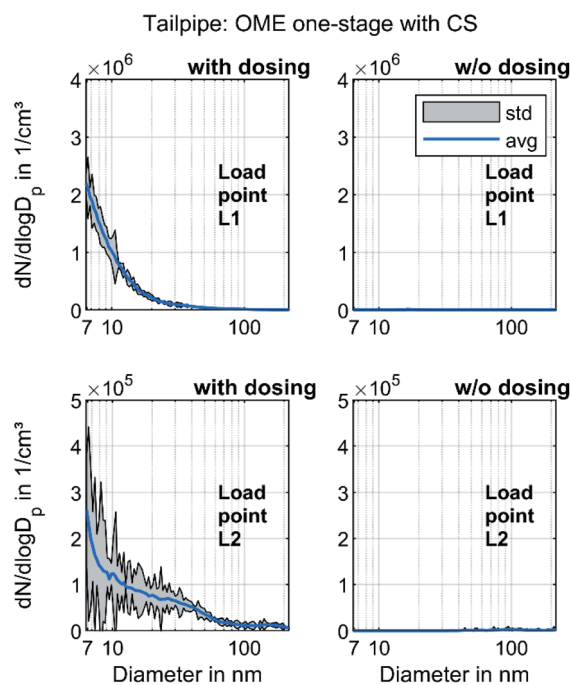 Tailpipe: OME one-stage with CS
×10⁶ with dosing
×10⁶ w/o dosing
dN/dlogDₚ in 1/cm³
4
3
2
1
0
7 10 100
Load
point
L1
4
3
2
1
0
7 10 100
std
avg
Load
point
L1
×10⁵ with dosing
×10⁵ w/o dosing
dN/dlogDₚ in 1/cm³
5
4
3
2
1
0
7 10 100
Load
point
L2
Diameter in nm
5
4
3
2
1
0
7 10 100
Load
point
L2
Diameter in nm